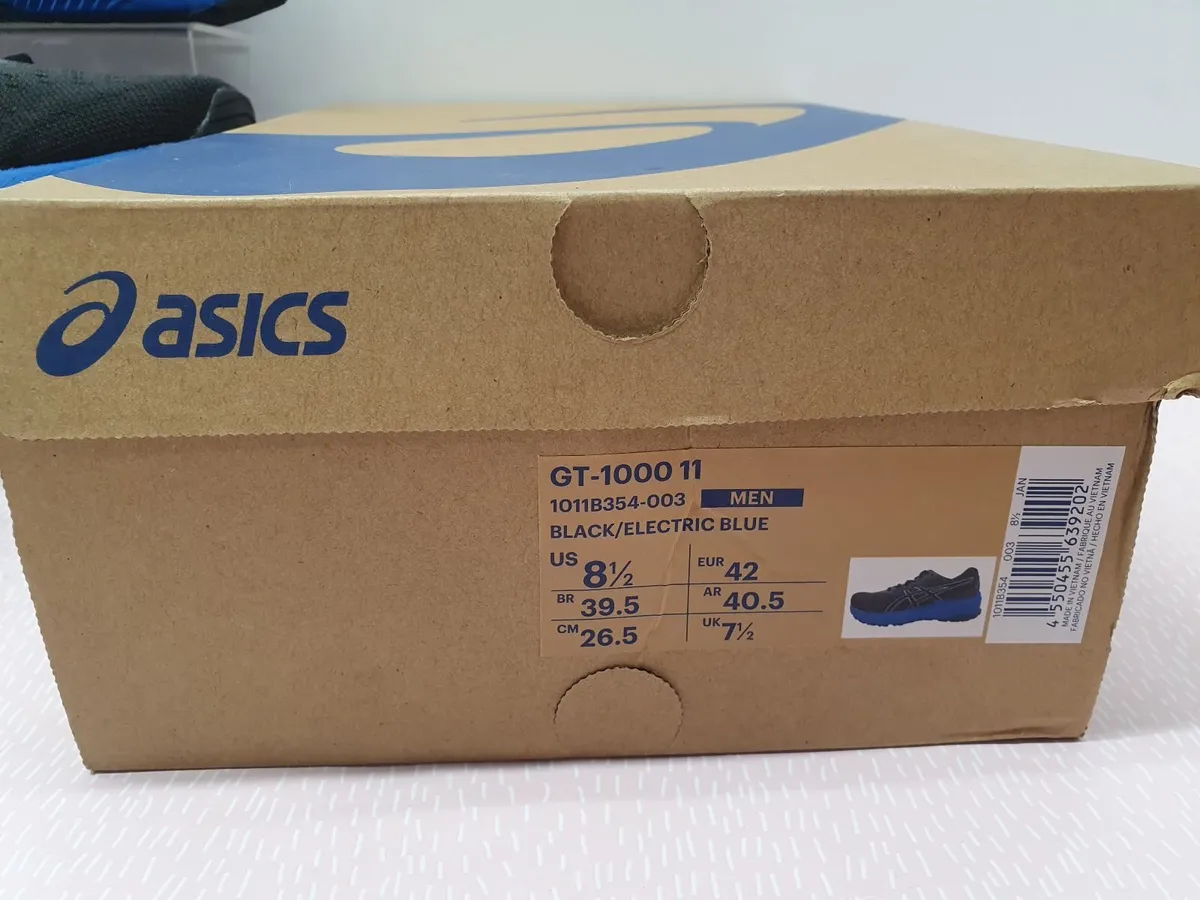 asics
GT-1000 11
1011B354-003 MEN
BLACK/ELECTRIC BLUE
US 8½ EUR 42
BR 39.5 AR 40.5
CM 26.5 UK 7½
1011B354 003 8½ JAN
4 550455 639202
MADE IN VIETNAM / FABRIQUE AU VIETNAM
FABRICADO NO VIETNÃ / HECHO EN VIETNAM